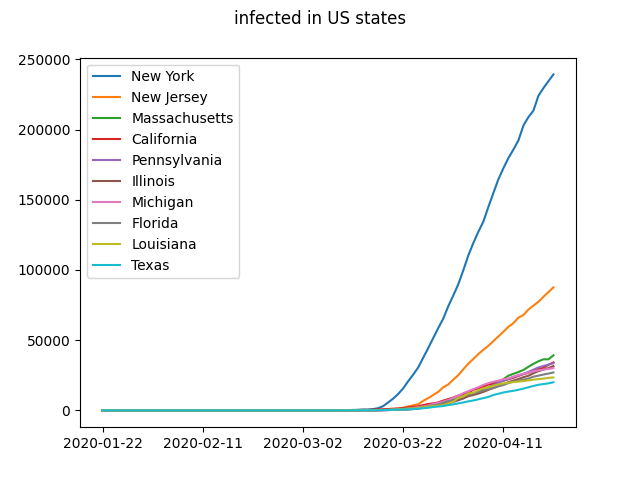 infected in US states
250000
200000
150000
100000
50000
0
New York
New Jersey
Massachusetts
California
Pennsylvania
Illinois
Michigan
Florida
Louisiana
Texas
2020-01-22 2020-02-11 2020-03-02 2020-03-22 2020-04-11